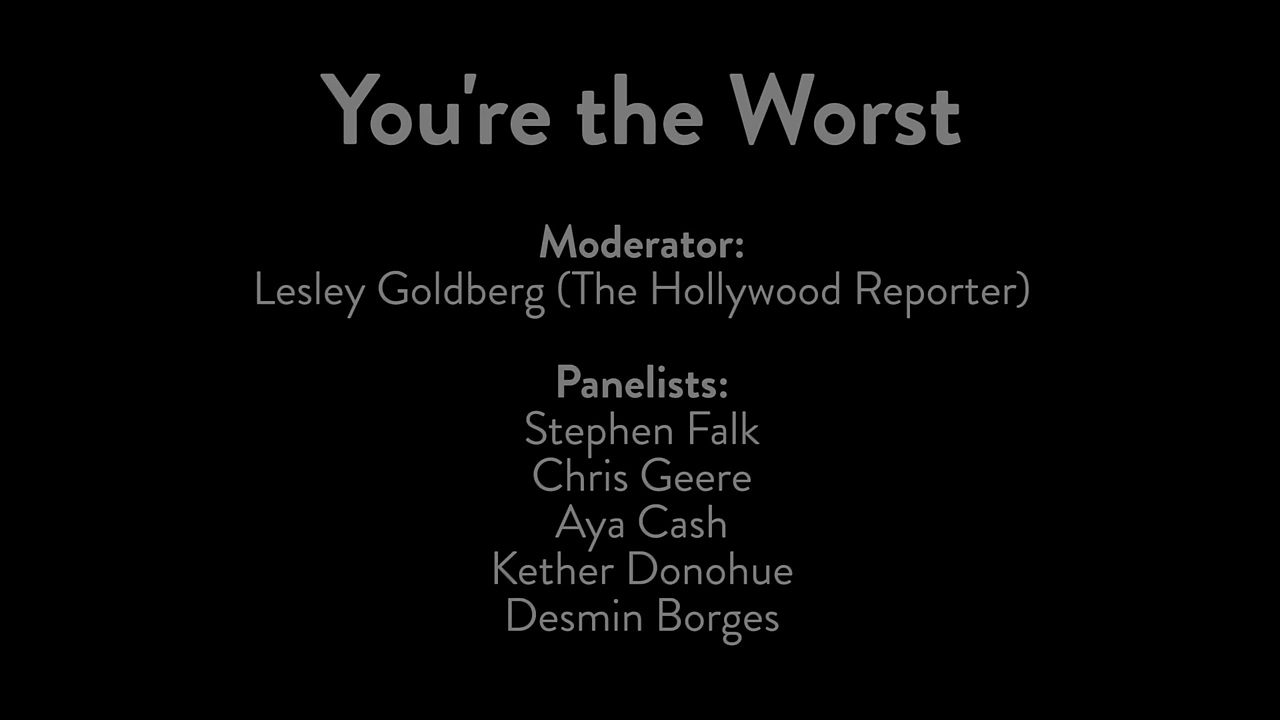 You're the Worst
Moderator:
Lesley Goldberg (The Hollywood Reporter)
Panelists:
Stephen Falk
Chris Geere
Aya Cash
Kether Donohue
Desmin Borges